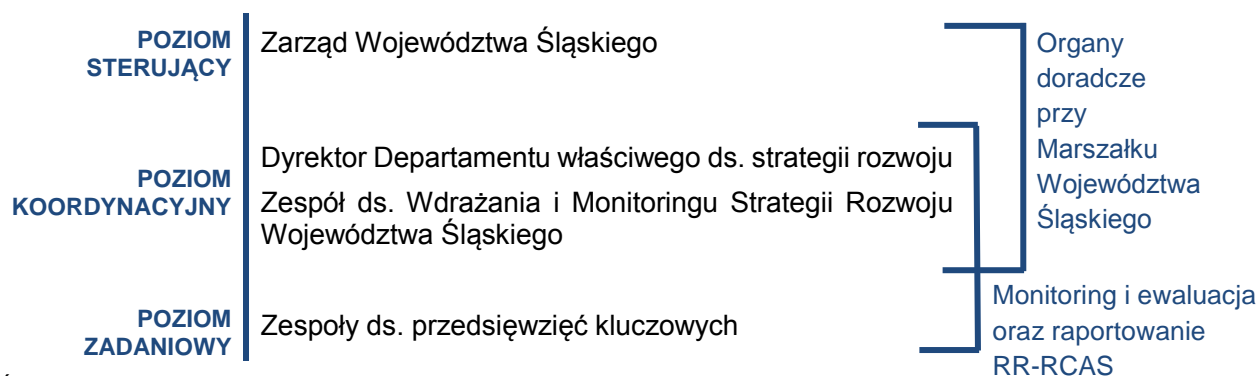 POZIOM
STERUJĄCY
Zarząd Województwa Śląskiego
POZIOM
KOORDYNACYJNY
Dyrektor Departamentu właściwego ds. strategii rozwoju
Zespół ds. Wdrażania i Monitoringu Strategii Rozwoju
Województwa Śląskiego
POZIOM
ZADANIOWY
Zespoły ds. przedsięwzięć kluczowych
Organy
doradcze
przy
Marszałku
Województwa
Śląskiego
Monitoring i ewaluacja
oraz raportowanie
RR-RCAS